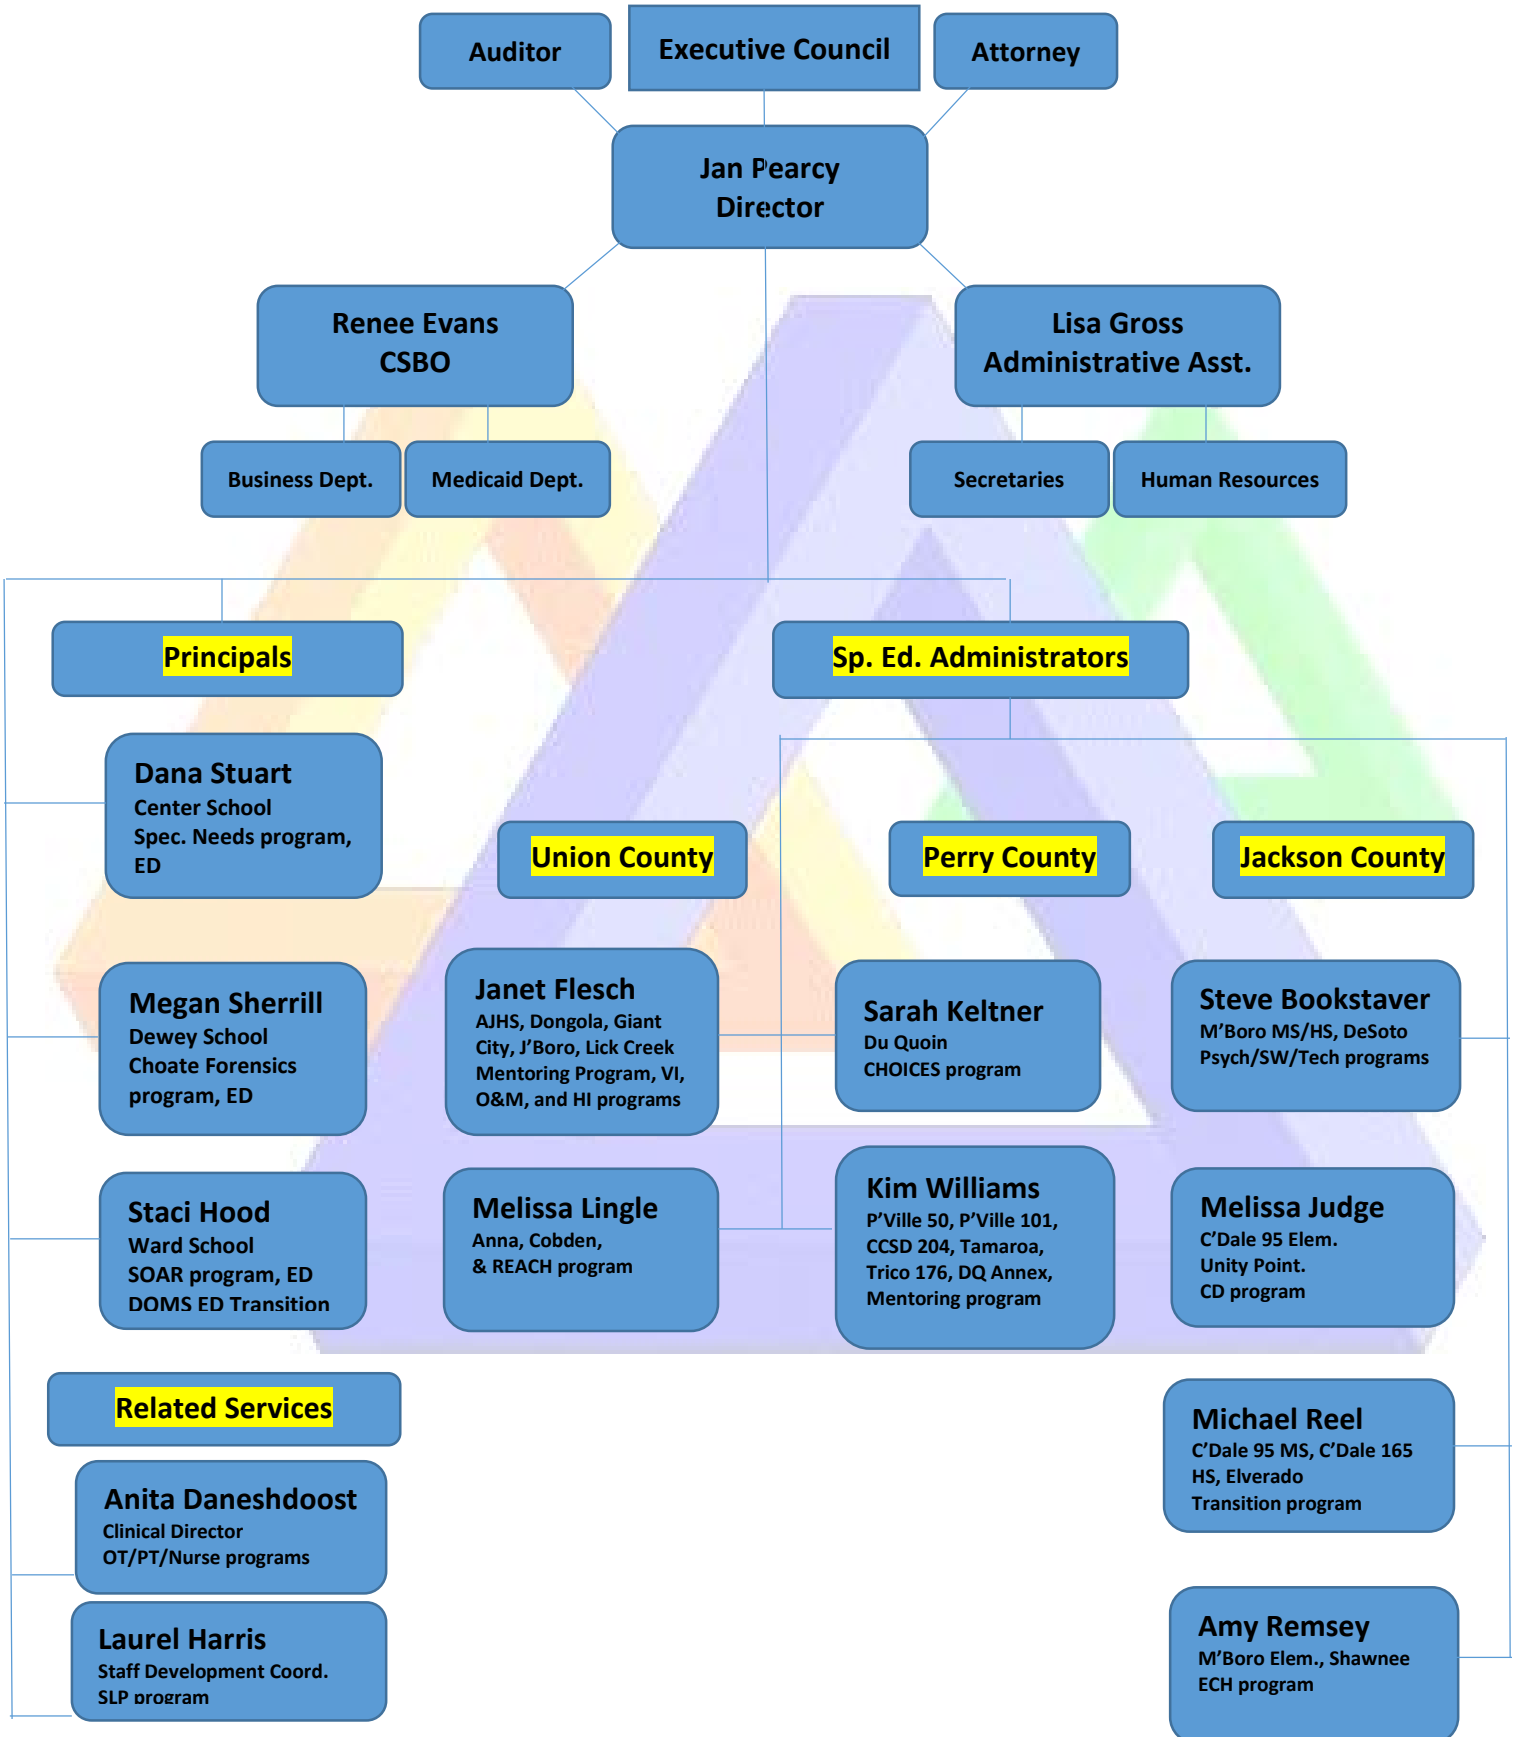 Auditor
Executive Council
Attorney
Jan Pearcy
Director
Renee Evans
CSBO
Lisa Gross
Administrative Asst.
Business Dept.
Medicaid Dept.
Secretaries
Human Resources
Principals
Sp. Ed. Administrators
Dana Stuart
Center School
Spec. Needs program,
ED
Union County
Perry County
Jackson County
Megan Sherrill
Dewey School
Choate Forensics
program, ED
Janet Flesch
AJHS, Dongola, Giant
City, J’Boro, Lick Creek
Mentoring Program, VI,
O&M, and HI programs
Sarah Keltner
Du Quoin
CHOICES program
Steve Bookstaver
M’Boro MS/HS, DeSoto
Psych/SW/Tech programs
Staci Hood
Ward School
SOAR program, ED
DOMS ED Transition
Melissa Lingle
Anna, Cobden,
& REACH program
Kim Williams
P’Ville 50, P’Ville 101,
CCSD 204, Tamaroa,
Trico 176, DQ Annex,
Mentoring program
Melissa Judge
C’Dale 95 Elem.
Unity Point.
CD program
Related Services
Anita Daneshdoost
Clinical Director
OT/PT/Nurse programs
Michael Reel
C’Dale 95 MS, C’Dale 165
HS, Elverado
Transition program
Laurel Harris
Staff Development Coord.
SLP program
Amy Remsey
M’Boro Elem., Shawnee
ECH program